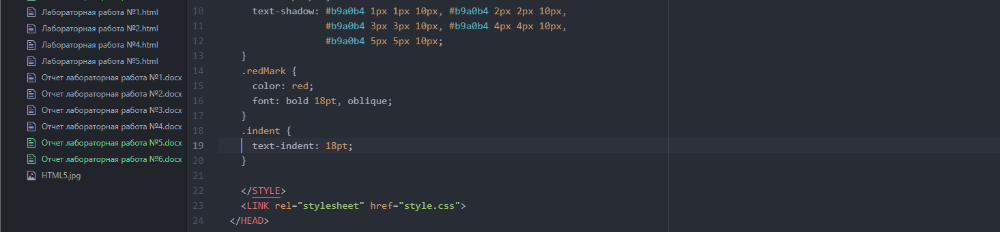 Лабораторная работа №1.html
Лабораторная работа №2.html
Лабораторная работа №4.html
Лабораторная работа №5.html
Отчет лабораторная работа №1.docx
Отчет лабораторная работа №2.docx
Отчет лабораторная работа №3.docx
Отчет лабораторная работа №4.docx
Отчет лабораторная работа №5.docx
Отчет лабораторная работа №6.docx
HTML5.jpg
10 text-shadow: #b9a0b4 1px 1px 10px, #b9a0b4 2px 2px 10px,
11 #b9a0b4 3px 3px 10px, #b9a0b4 4px 4px 10px,
12 #b9a0b4 5px 5px 10px;
13 }
14 .redMark {
15 color: red;
16 font: bold 18pt, oblique;
17 }
18 .indent {
19 text-indent: 18pt;
20 }
21
22 </STYLE>
23 <LINK rel="stylesheet" href="style.css">
24 </HEAD>